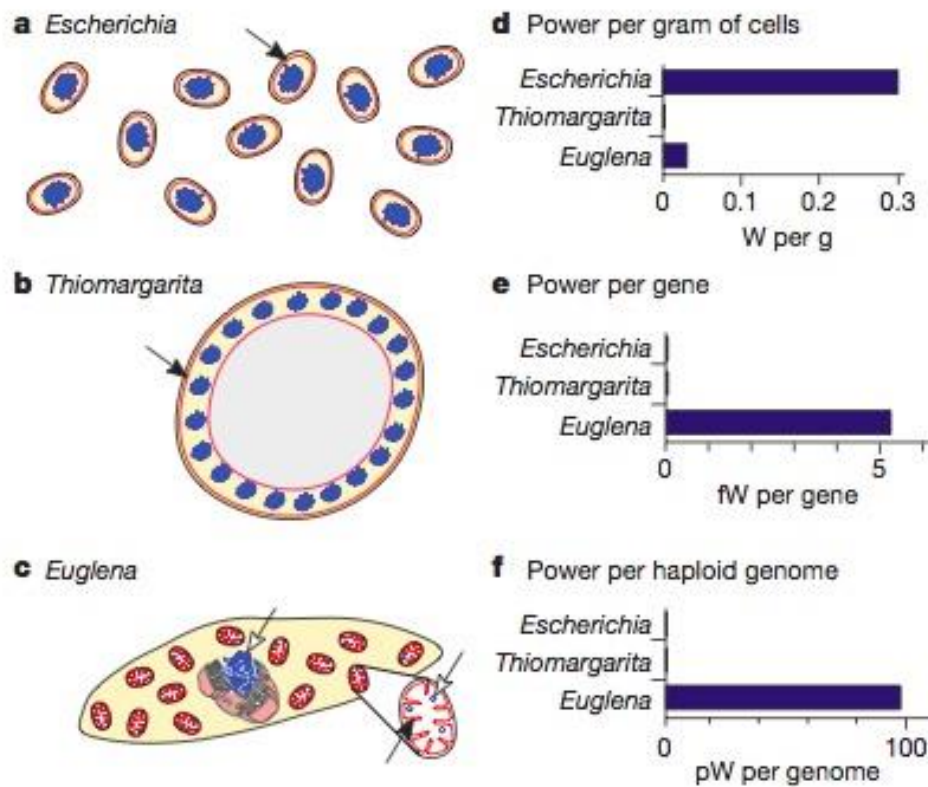 a Escherichia
b Thiomargarita
c Euglena
d Power per gram of cells
Escherichia
Thiomargarita
Euglena
0 0.1 0.2 0.3
W per g
e Power per gene
Escherichia
Thiomargarita
Euglena
0 5
fW per gene
f Power per haploid genome
Escherichia
Thiomargarita
Euglena
0 100
pW per genome